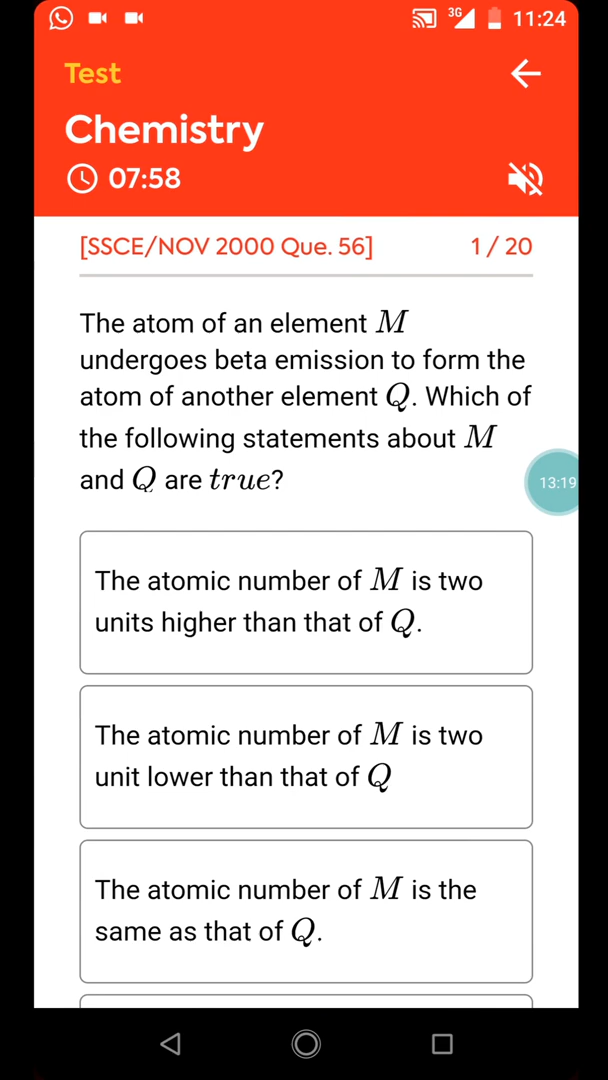 3G 11:24
Test
Chemistry
07:58
[SSCE/NOV 2000 Que. 56] 1 / 20
The atom of an element M
undergoes beta emission to form the
atom of another element Q. Which of
the following statements about M
and Q are true?
13:19
The atomic number of M is two
units higher than that of Q.
The atomic number of M is two
unit lower than that of Q
The atomic number of M is the
same as that of Q.